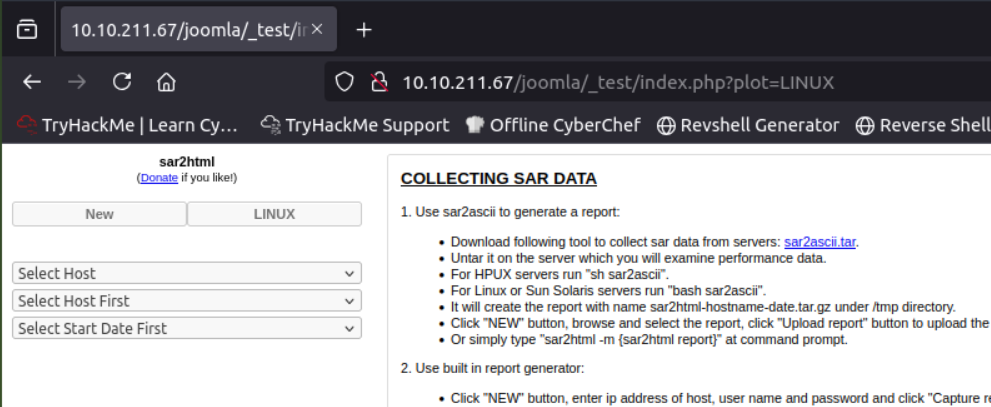 10.10.211.67/joomla/_test/in
10.10.211.67/joomla/_test/index.php?plot=LINUX
TryHackMe | Learn Cy... TryHackMe Support Offline CyberChef Revshell Generator Reverse Shell
sar2html
(Donate if you like!)
New LINUX
Select Host
Select Host First
Select Start Date First
COLLECTING SAR DATA
1. Use sar2ascii to generate a report:
• Download following tool to collect sar data from servers: sar2ascii.tar.
• Untar it on the server which you will examine performance data.
• For HPUX servers run "sh sar2ascii".
• For Linux or Sun Solaris servers run "bash sar2ascii".
• It will create the report with name sar2html-hostname-date.tar.gz under /tmp directory.
• Click "NEW" button, browse and select the report, click "Upload report" button to upload the
• Or simply type "sar2html -m {sar2html report}" at command prompt.
2. Use built in report generator:
• Click "NEW" button, enter ip address of host, user name and password and click "Capture re